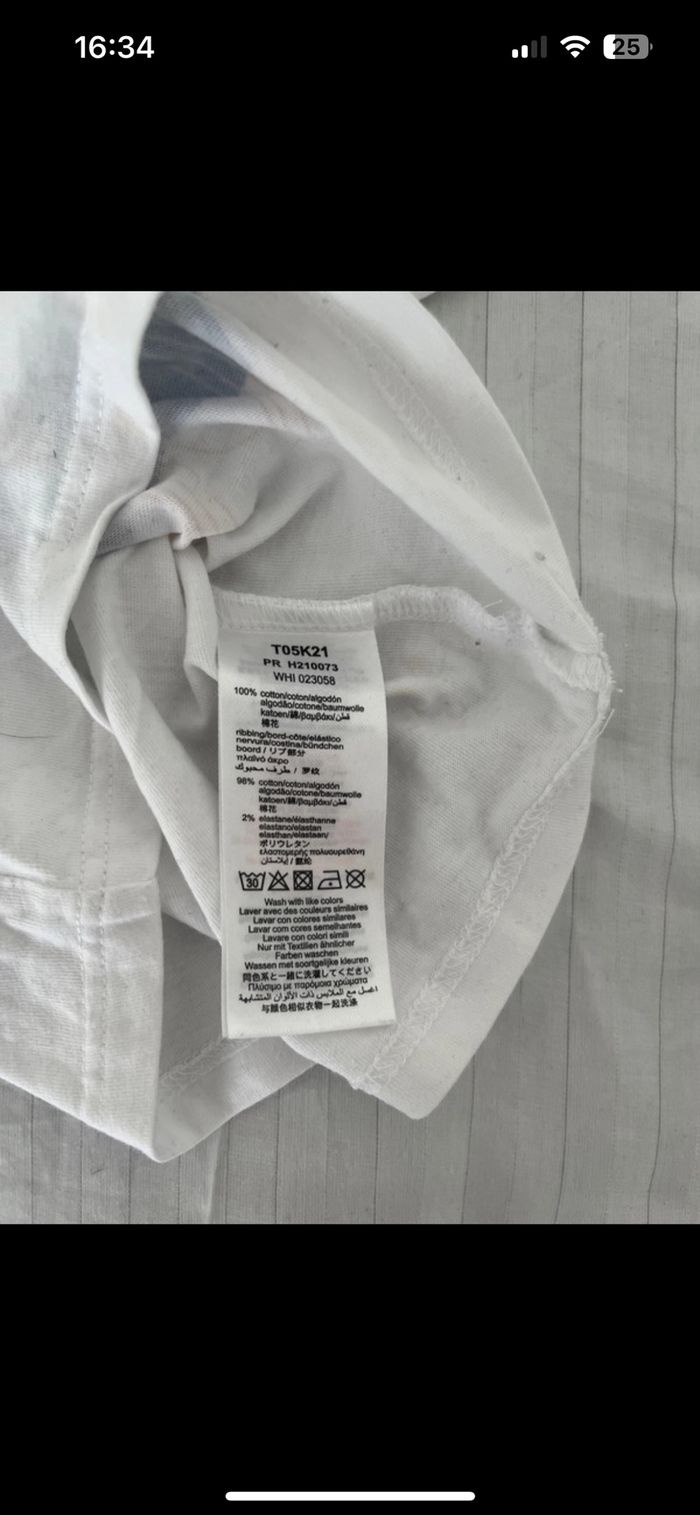 16:34
25
T05K21
PR H210073
WHI 023058
100% cotton/coton/algodón
algodão/cotone/baumwolle
katoen/綿/βαμβάκι/قطن
棉花
ribbing/bord-côte/elástico
nervura/costina/bündchen
boord / リブ部分
πλαϊνό άκρο
طرف محبوك / 罗纹
98% cotton/coton/algodón
algodão/cotone/baumwolle
katoen/綿/βαμβάκι/قطن
棉花
2% elastane/élasthanne
elastano/elastan
elasthan/elastaan/
ポリウレタン
ελαστομερής πολυουρεθάνη
إيلاستان/
30
Wash with like colors
Laver avec des couleurs similaires
Lavar con colores similares
Lavar com cores semelhantes
Lavare con colori simili
Nur mit Textilien ähnlicher
Farben waschen
Wassen met soortgelijke kleuren
同色系と一緒に洗濯してください
Πλύσιμο με παρόμοια χρώματα
اغسل مع الملابس ذات الألوان المتشابهة
与颜色相似衣物一起洗涤